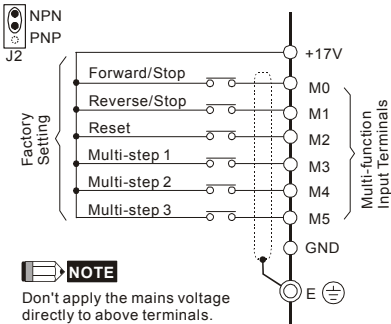 NPN
PNP
J2
+17V
Forward/Stop
M0
Reverse/Stop
M1
Reset
M2
Multi-step 1
M3
Multi-step 2
M4
Multi-step 3
M5
Factory
Setting
Multi-function
Input Terminals
GND
E
NOTE
Don't apply the mains voltage
directly to above terminals.